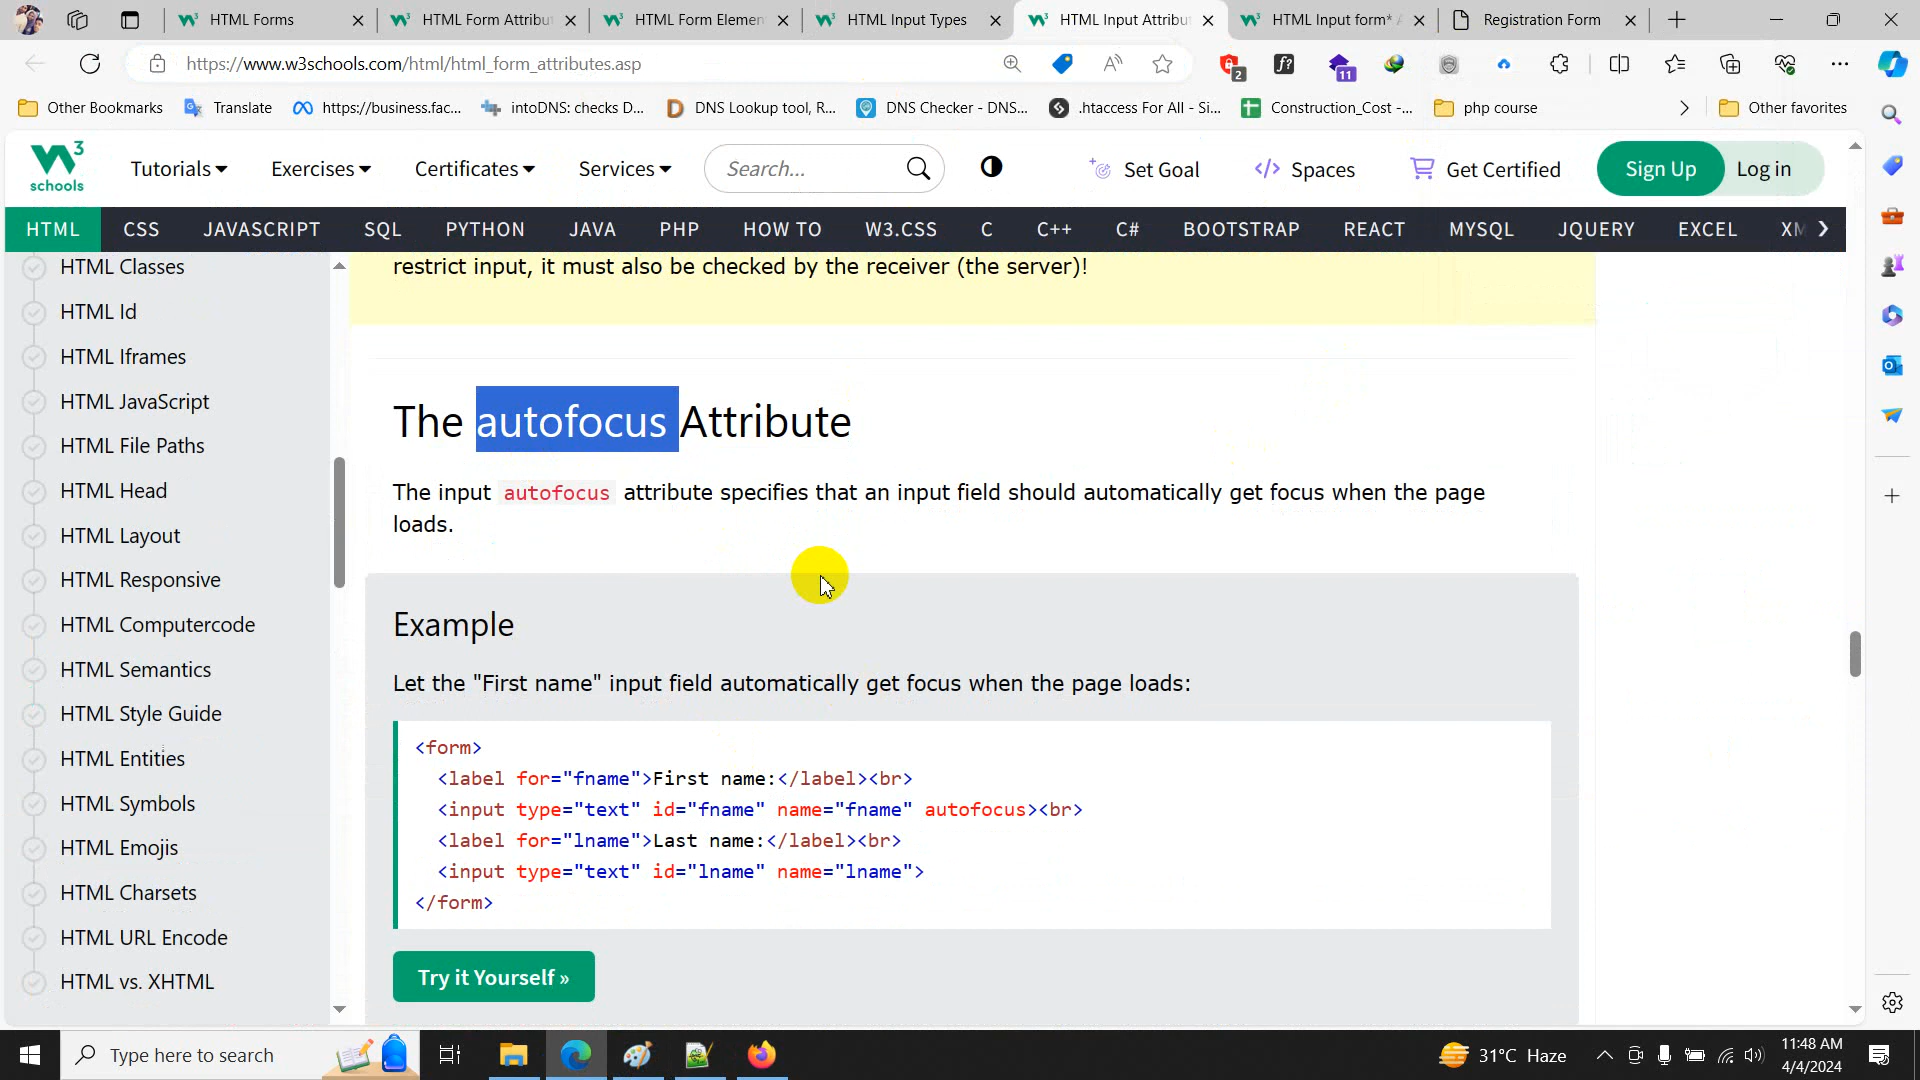 HTML Forms
HTML Form Attribut
HTML Form Elemen
HTML Input Types
HTML Input Attribut
HTML Input form* /
Registration Form
https://www.w3schools.com/html/html_form_attributes.asp
2
f?
11
Other Bookmarks
Translate
https://business.fac...
intoDNS: checks D...
DNS Lookup tool, R...
DNS Checker - DNS...
.htaccess For All - Si...
Construction_Cost -...
php course
Other favorites
3
schools
Tutorials
Exercises
Certificates
Services
Search...
Set Goal
Spaces
Get Certified
Sign Up
Log in
HTML
CSS
JAVASCRIPT
SQL
PYTHON
JAVA
PHP
HOW TO
W3.CSS
C
C++
C#
BOOTSTRAP
REACT
MYSQL
JQUERY
EXCEL
XM
HTML Classes
HTML Id
HTML Iframes
HTML JavaScript
HTML File Paths
HTML Head
HTML Layout
HTML Responsive
HTML Computercode
HTML Semantics
HTML Style Guide
HTML Entities
HTML Symbols
HTML Emojis
HTML Charsets
HTML URL Encode
HTML vs. XHTML
restrict input, it must also be checked by the receiver (the server)!
The autofocus Attribute
The input autofocus attribute specifies that an input field should automatically get focus when the page
loads.
Example
Let the "First name" input field automatically get focus when the page loads:
<form>
<label for="fname">First name:</label><br>
<input type="text" id="fname" name="fname" autofocus><br>
<label for="lname">Last name:</label><br>
<input type="text" id="lname" name="lname">
</form>
Try it Yourself »
Type here to search
31°C Haze
11:48 AM
4/4/2024